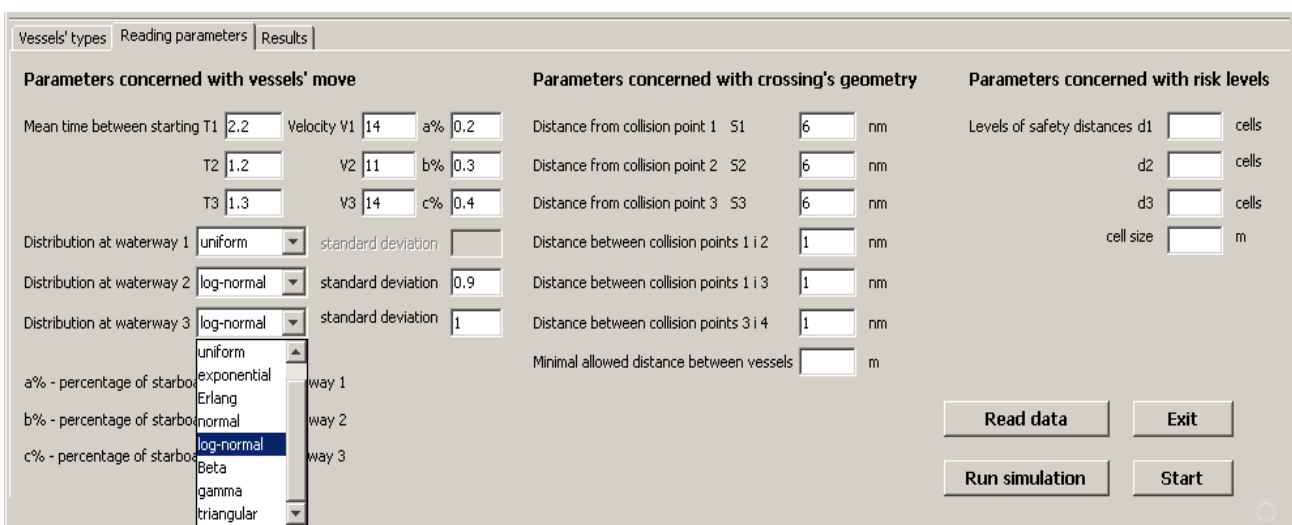 Vessels' types Reading parameters Results
Parameters concerned with vessels' move Parameters concerned with crossing's geometry Parameters concerned with risk levels
Mean time between starting T1 2.2 Velocity V1 14 a% 0.2 Distance from collision point 1 S1 6 nm Levels of safety distances d1 cells
T2 1.2 V2 11 b% 0.3 Distance from collision point 2 S2 6 nm d2 cells
T3 1.3 V3 14 c% 0.4 Distance from collision point 3 S3 6 nm d3 cells
Distribution at waterway 1 uniform standard deviation Distance between collision points 1 i 2 1 nm cell size m
Distribution at waterway 2 log-normal standard deviation 0.9 Distance between collision points 1 i 3 1 nm
Distribution at waterway 3 log-normal standard deviation 1 Distance between collision points 3 i 4 1 nm
uniform
Minimal allowed distance between vessels m
exponential
a% - percentage of starboa way 1
Erlang
b% - percentage of starboa normal way 2
Read data Exit
log-normal
c% - percentage of starboa way 3
Beta
Run simulation Start
gamma
triangular